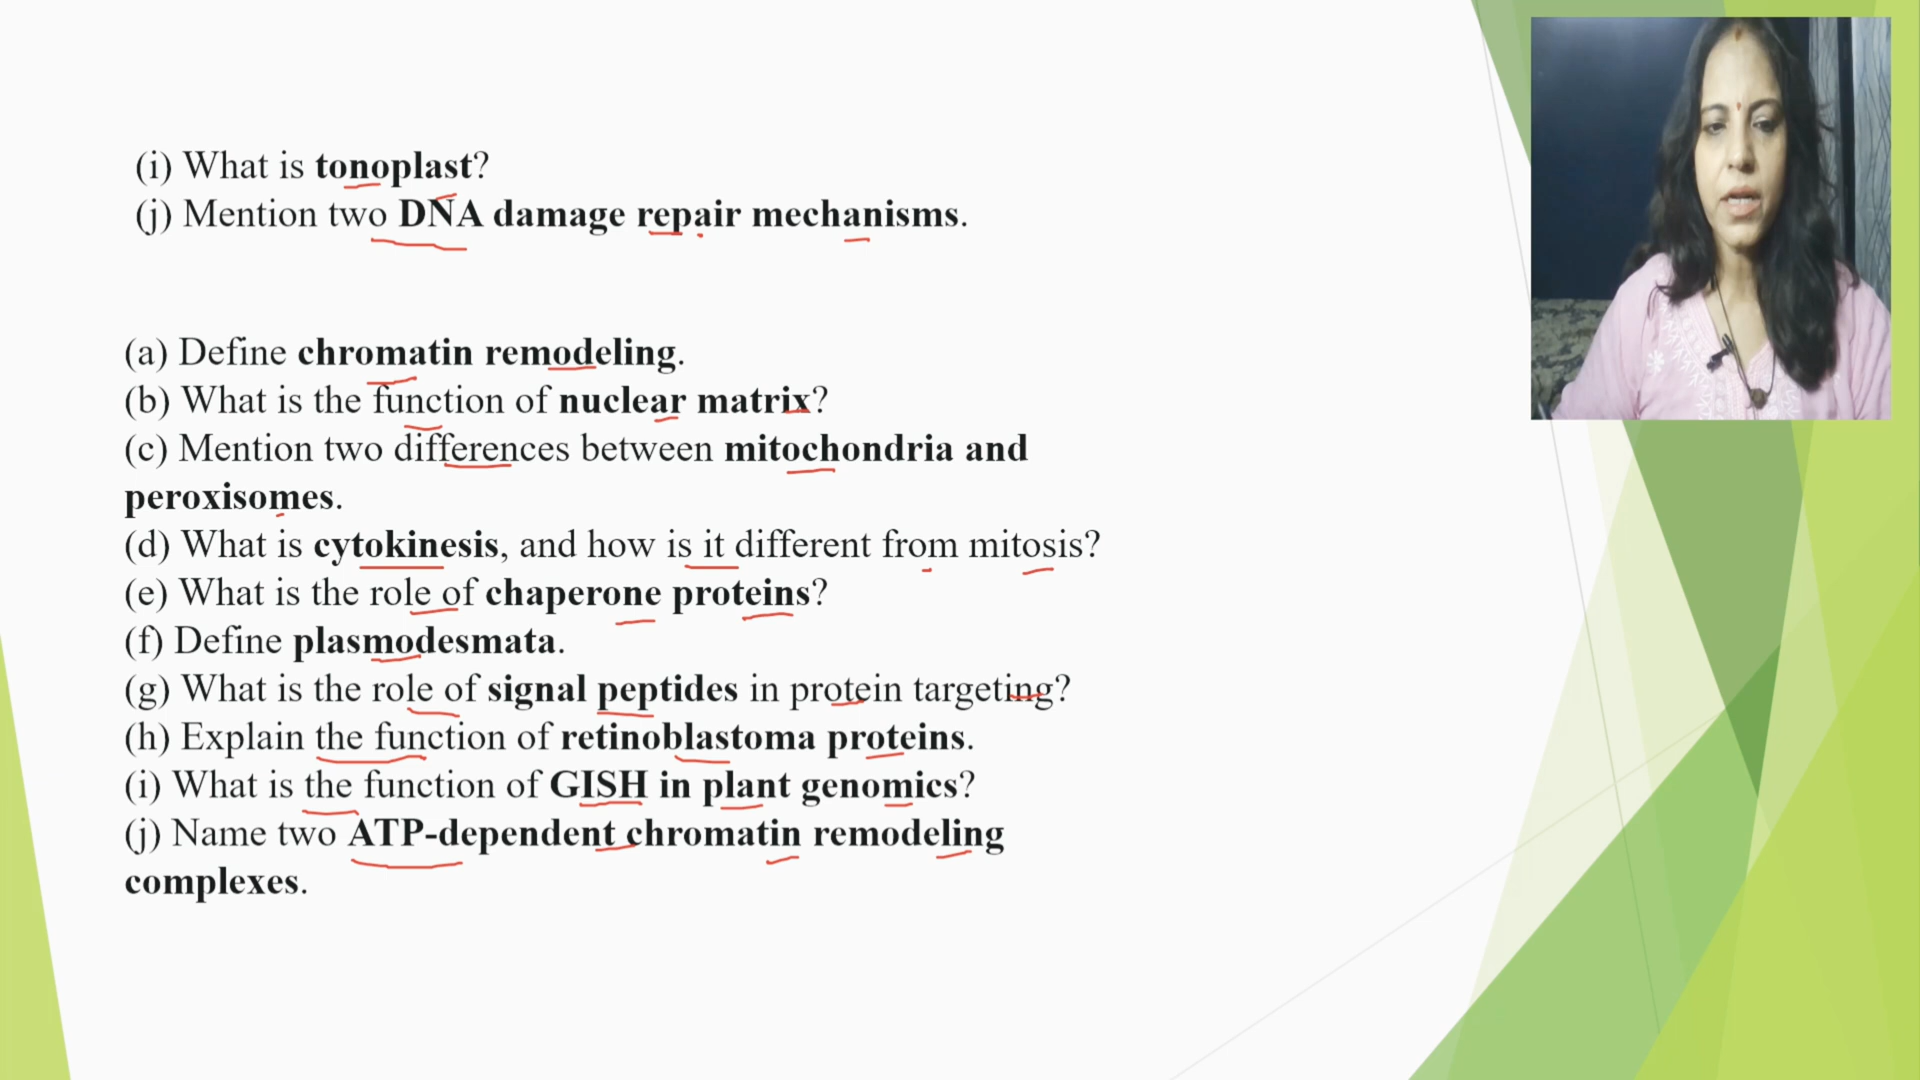 (i) What is tonoplast?
(j) Mention two DNA damage repair mechanisms.
(a) Define chromatin remodeling.
(b) What is the function of nuclear matrix?
(c) Mention two differences between mitochondria and
peroxisomes.
(d) What is cytokinesis, and how is it different from mitosis?
(e) What is the role of chaperone proteins?
(f) Define plasmodesmata.
(g) What is the role of signal peptides in protein targeting?
(h) Explain the function of retinoblastoma proteins.
(i) What is the function of GISH in plant genomics?
(j) Name two ATP-dependent chromatin remodeling
complexes.